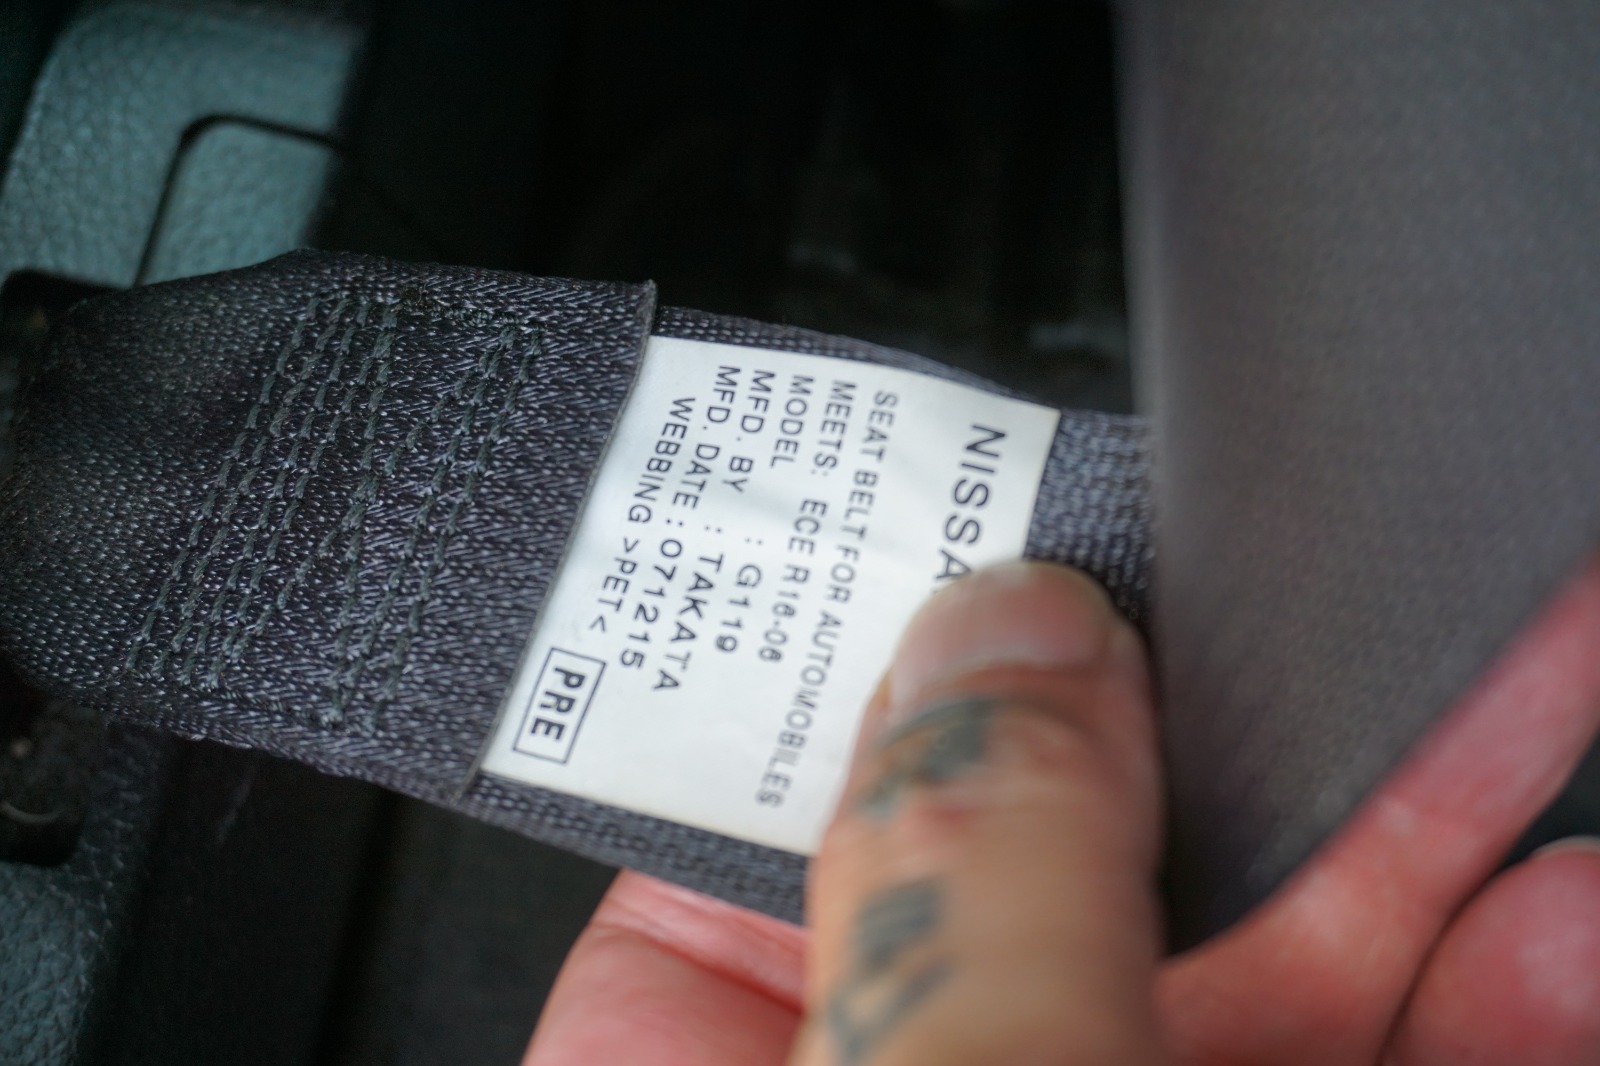 NISSA
SEAT BELT FOR AUTOMOBILES
MEETS: ECE R16-06
MODEL : G119
MFD. BY : TAKATA
MFD. DATE : 071215
WEBBING >PET<
PRE